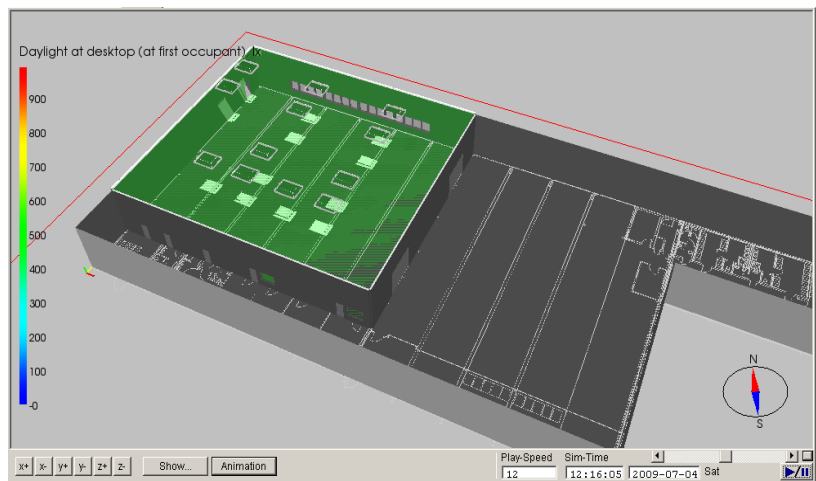 Daylight at desktop (at first occupant) lx
900
800
700
600
500
400
300
200
100
-0
N
S
x+ x- y+ y- z+ z- Show... Animation
Play-Speed Sim-Time
12 12:16:05 2009-07-04 Sat